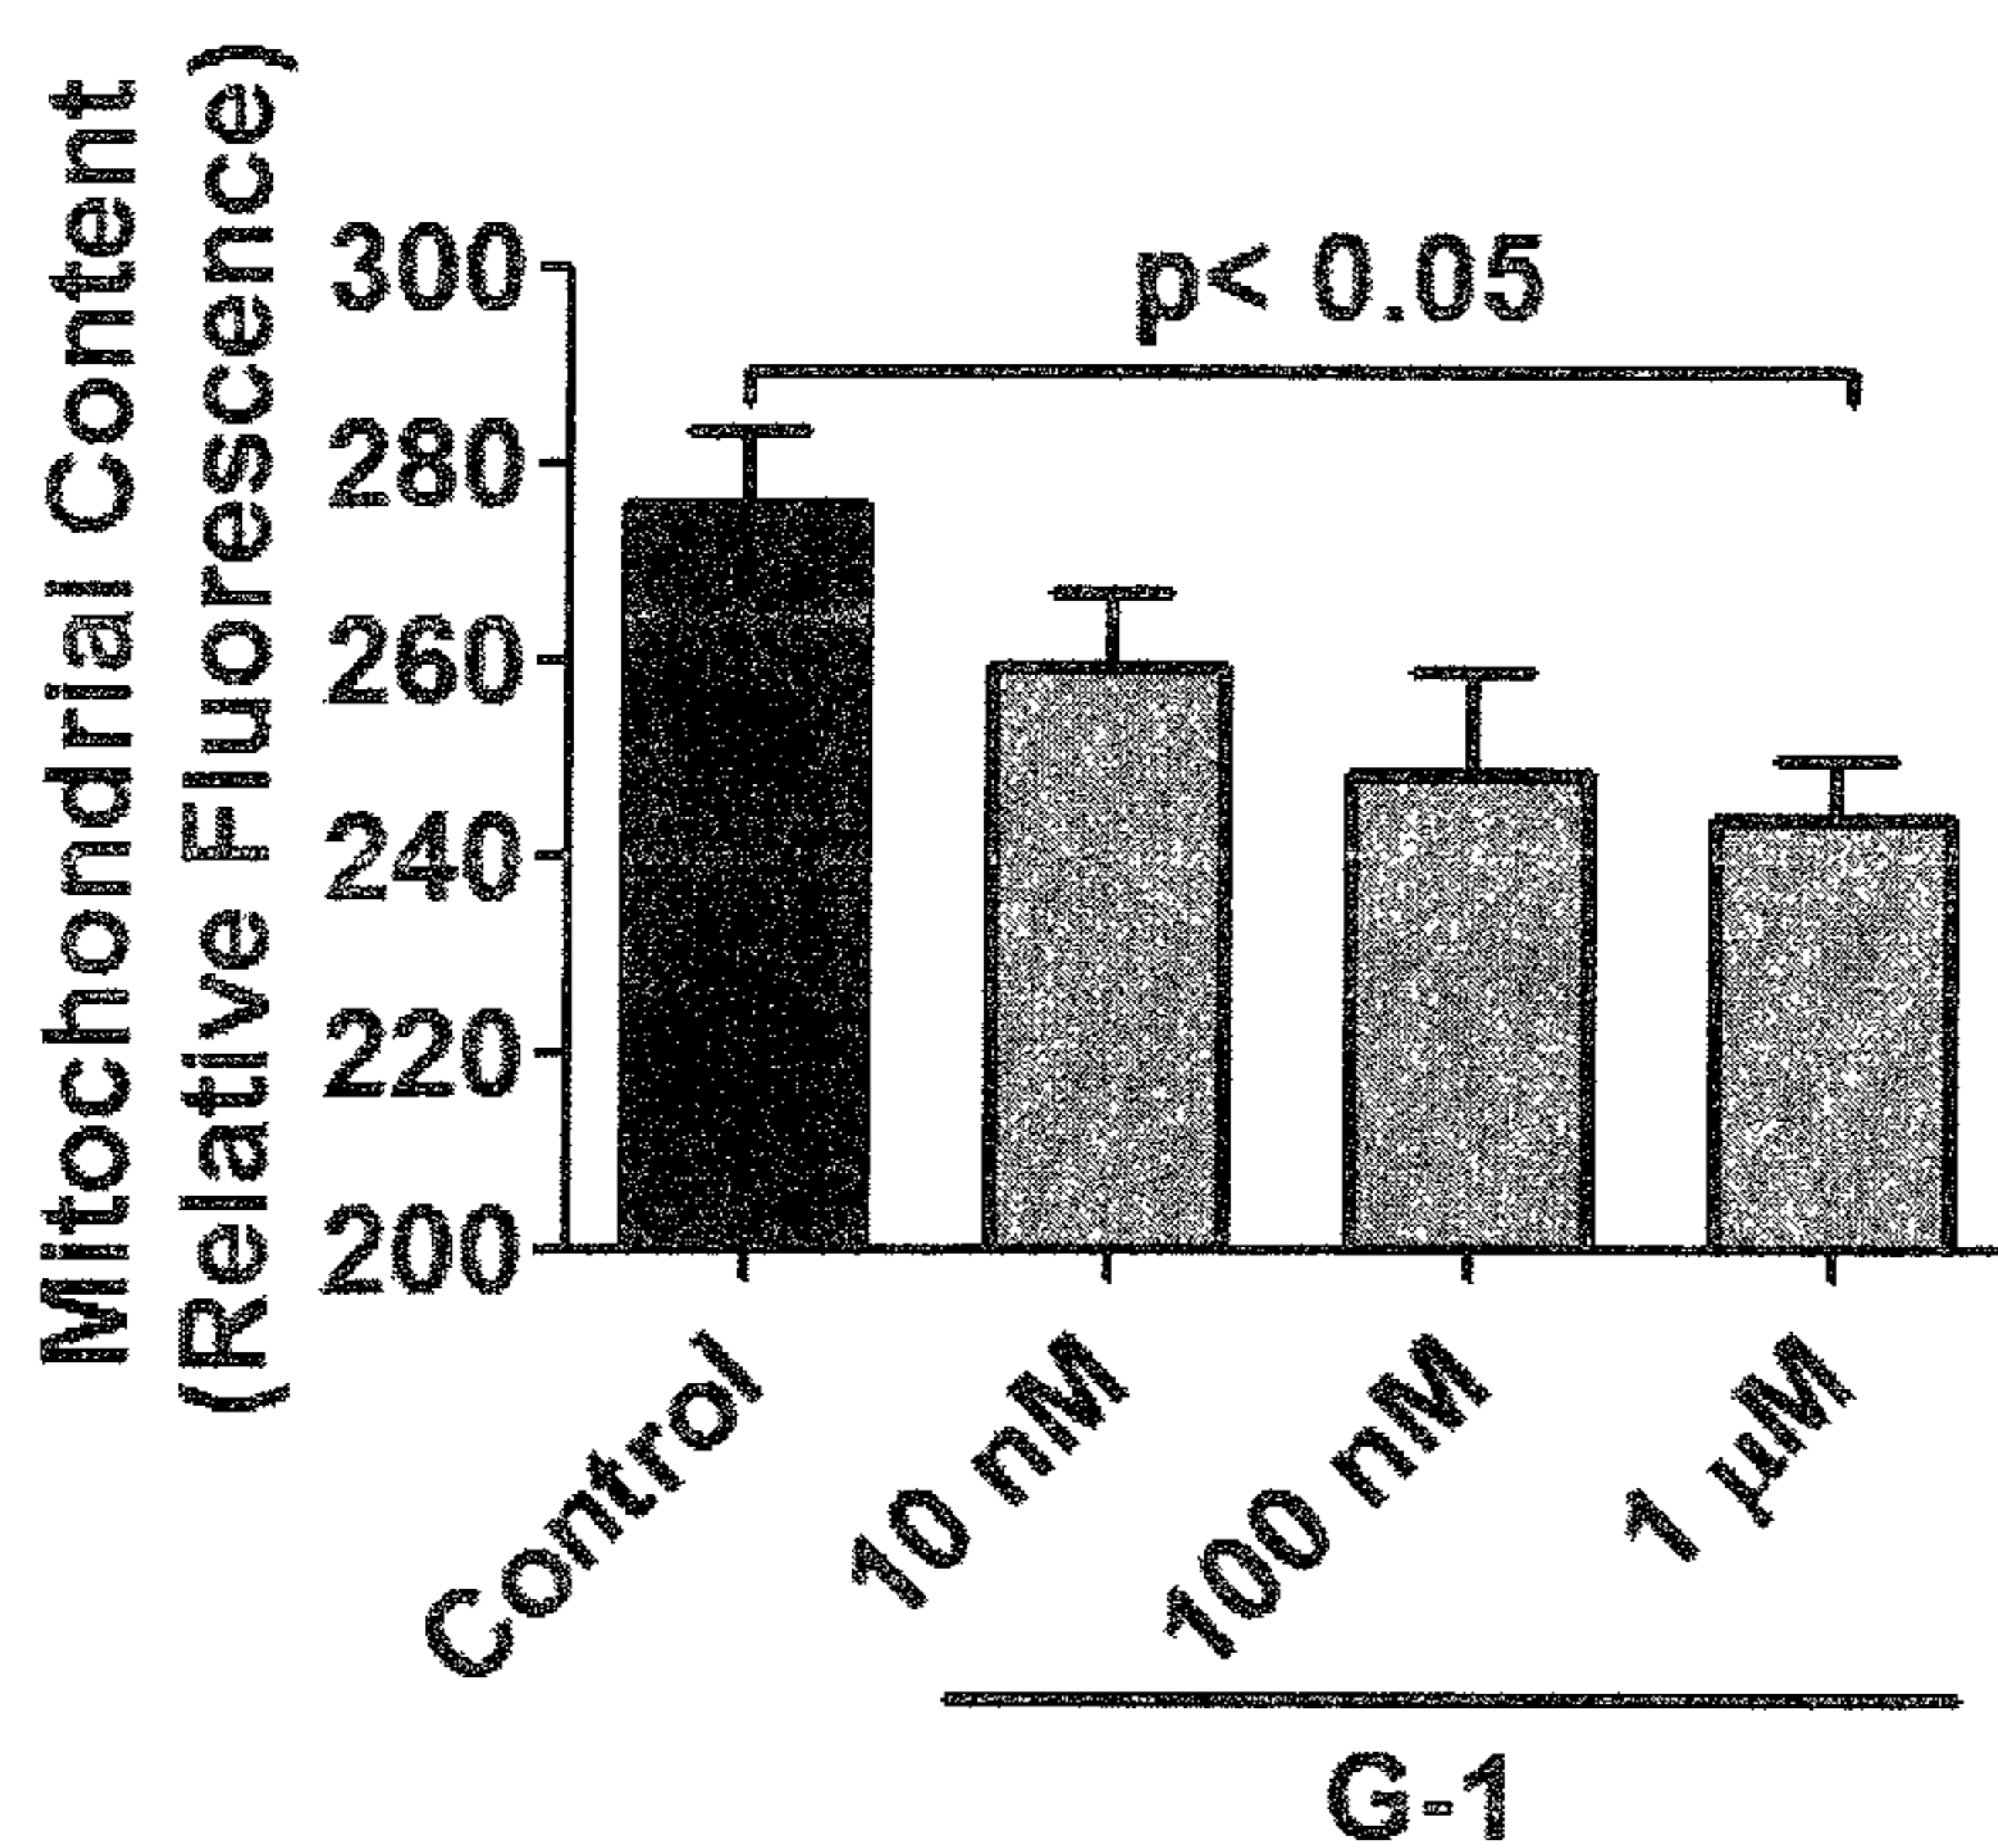 Mitochondrial Content
(Relative Fluorescence)
300
280
260
240
220
200
p< 0.05
Control
10 nM
100 nM
1 µM
G-1